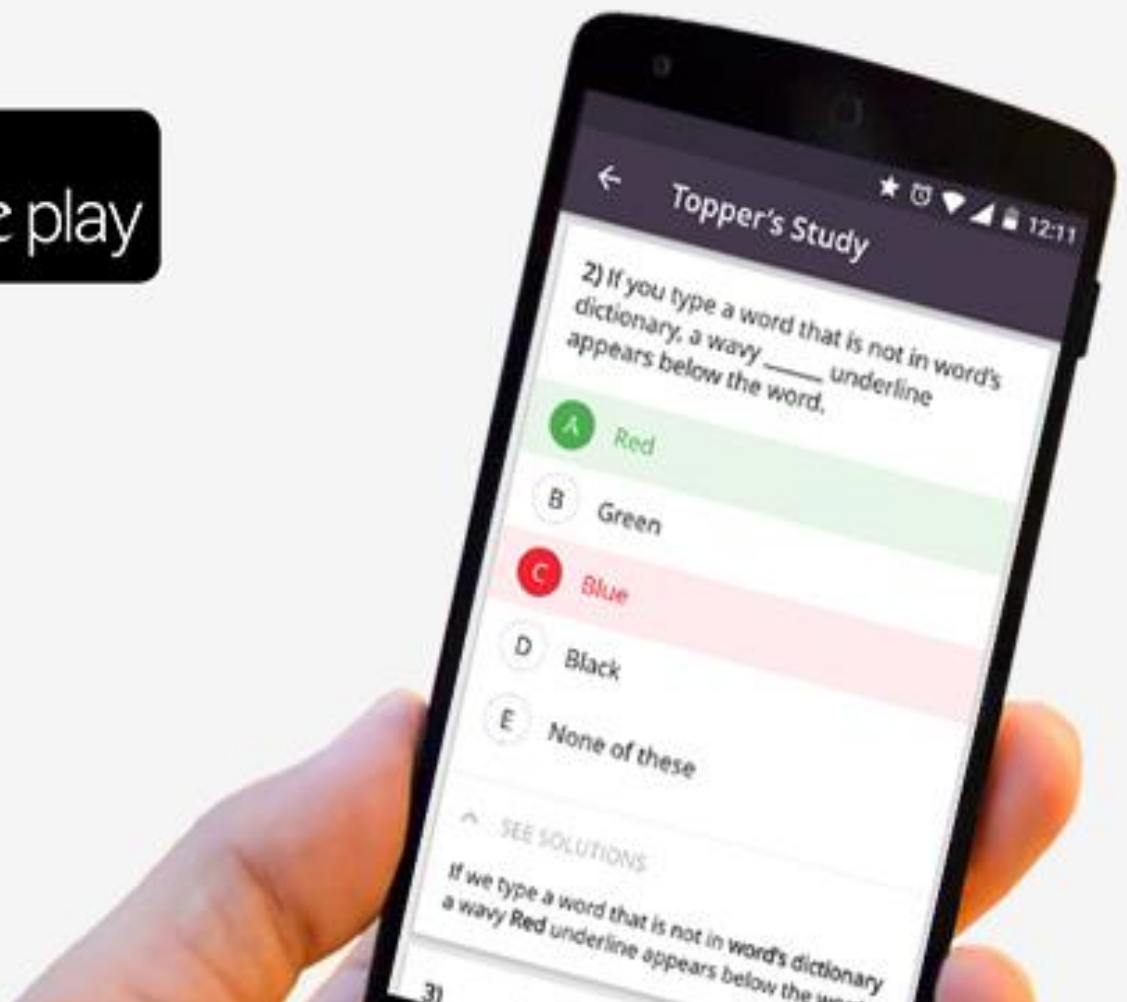 play
12:11
Topper's Study
2) If you type a word that is not in word's
dictionary, a wavy _____ underline
appears below the word.
A Red
B Green
C Blue
D Black
E None of these
SEE SOLUTIONS
If we type a word that is not in word's dictionary
a wavy Red underline appears below the word
3)